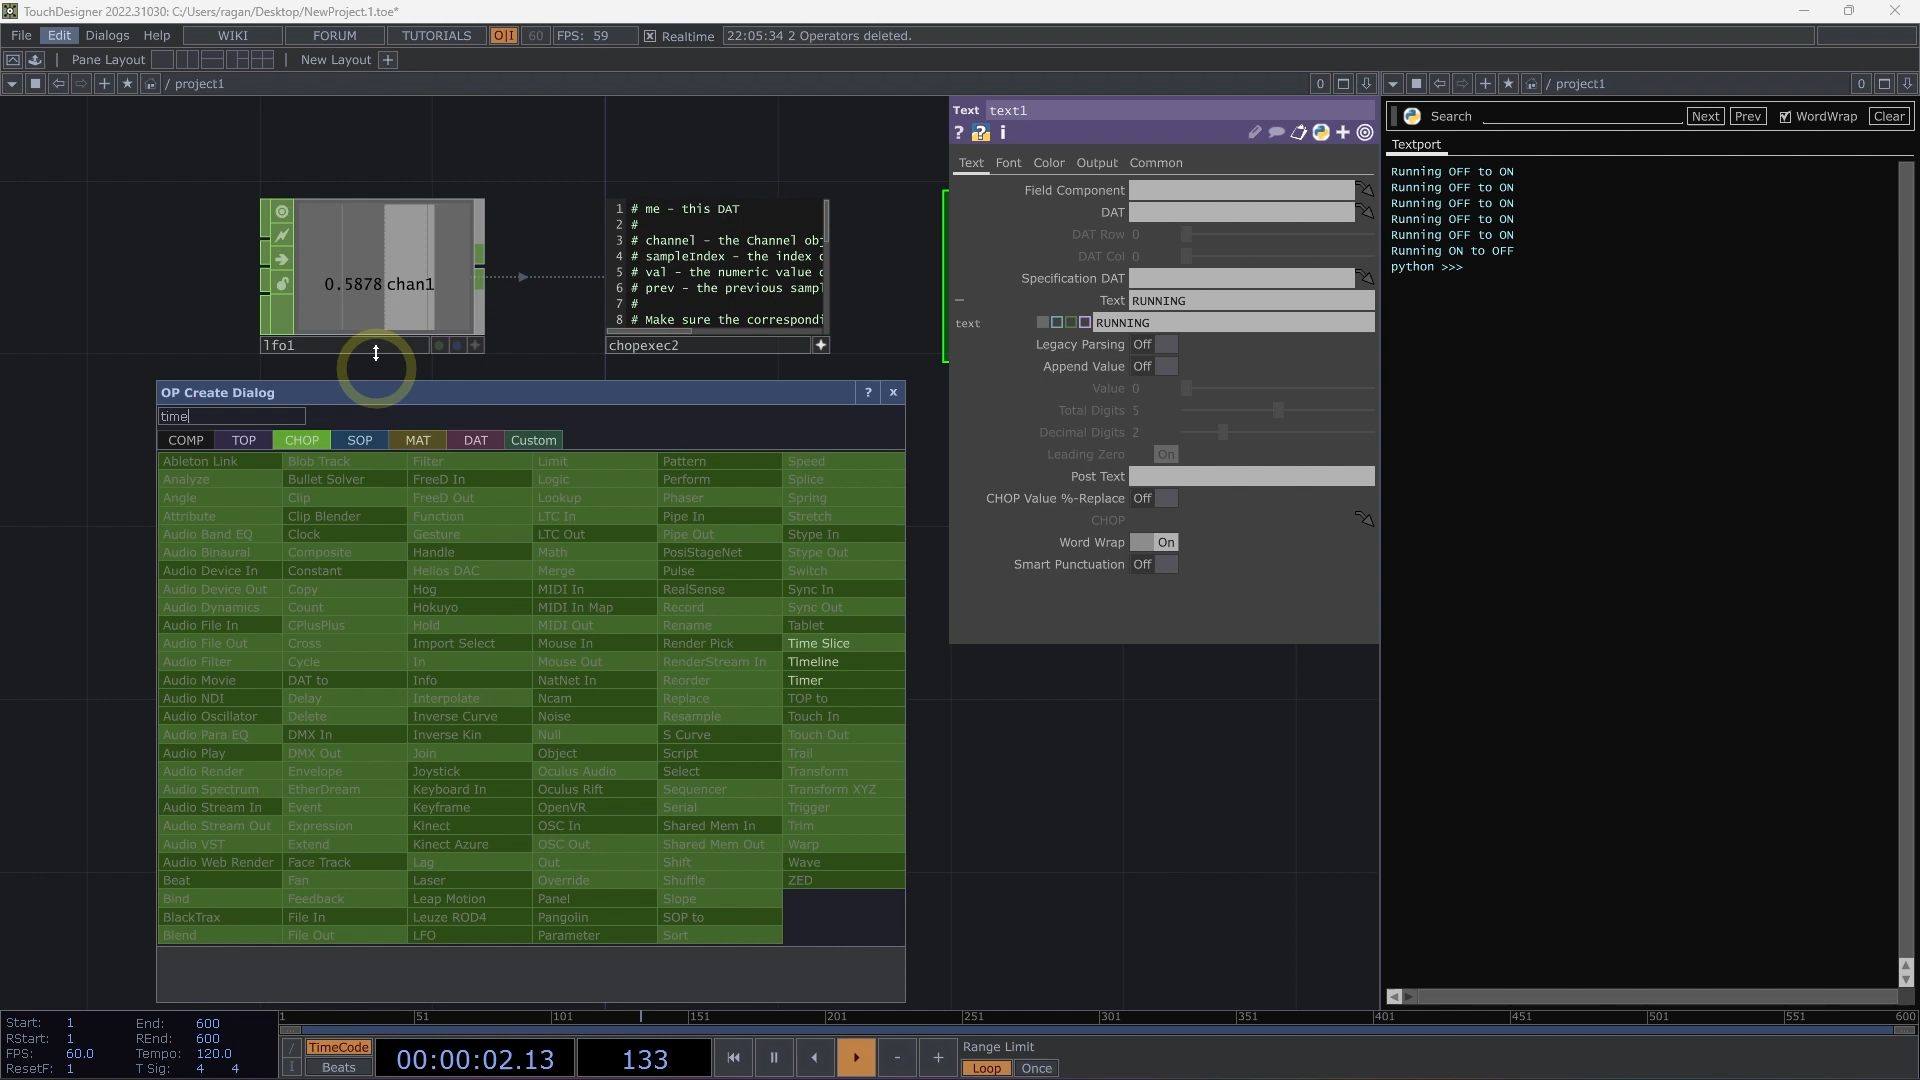 TouchDesigner 2022.31030: C:/Users/ragan/Desktop/NewProject.1.toe*
File Edit Dialogs Help WIKI FORUM TUTORIALS O|I 60 FPS: 59 Realtime 22:05:34 2 Operators deleted.
Pane Layout New Layout +
/ project1 0
/ project1 0
Text text1
? ? i
Text Font Color Output Common
Field Component
DAT
DAT Row 0
DAT Col 0
Specification DAT
Text RUNNING
text RUNNING
Legacy Parsing Off
Append Value Off
Value 0
Total Digits 5
Decimal Digits 2
Leading Zero On
Post Text
CHOP Value %-Replace Off
CHOP
Word Wrap On
Smart Punctuation Off
Search Next Prev WordWrap Clear
Textport
Running OFF to ON
Running OFF to ON
Running OFF to ON
Running OFF to ON
Running OFF to ON
Running ON to OFF
python >>>
0.5878 chan1
lfo1
1 # me - this DAT
2 #
3 # channel - the Channel obj
4 # sampleIndex - the index o
5 # val - the numeric value o
6 # prev - the previous sampl
7 #
8 # Make sure the correspondi
chopexec2
OP Create Dialog ? x
time
COMP TOP CHOP SOP MAT DAT Custom
Ableton Link Blob Track Filter Limit Pattern Speed
Analyze Bullet Solver FreeD In Logic Perform Splice
Angle Clip FreeD Out Lookup Phaser Spring
Attribute Clip Blender Function LTC In Pipe In Stretch
Audio Band EQ Clock Gesture LTC Out Pipe Out Stype In
Audio Binaural Composite Handle Math PosiStageNet Stype Out
Audio Device In Constant Helios DAC Merge Pulse Switch
Audio Device Out Copy Hog MIDI In RealSense Sync In
Audio Dynamics Count Hokuyo MIDI In Map Record Sync Out
Audio File In CPlusPlus Hold MIDI Out Rename Tablet
Audio File Out Cross Import Select Mouse In Render Pick Time Slice
Audio Filter Cycle In Mouse Out RenderStream In Timeline
Audio Movie DAT to Info NatNet In Reorder Timer
Audio NDI Delay Interpolate Ncam Replace TOP to
Audio Oscillator Delete Inverse Curve Noise Resample Touch In
Audio Para EQ DMX In Inverse Kin Null S Curve Touch Out
Audio Play DMX Out Join Object Script Trail
Audio Render Envelope Joystick Oculus Audio Select Transform
Audio Spectrum EtherDream Keyboard In Oculus Rift Sequencer Transform XYZ
Audio Stream In Event Keyframe OpenVR Serial Trigger
Audio Stream Out Expression Kinect OSC In Shared Mem In Trim
Audio VST Extend Kinect Azure OSC Out Shared Mem Out Warp
Audio Web Render Face Track Lag Out Shift Wave
Beat Fan Laser Override Shuffle ZED
Bind Feedback Leap Motion Panel Slope
BlackTrax File In Leuze ROD4 Pangolin SOP to
Blend File Out LFO Parameter Sort
1 51 101 151 201 251 301 351 401 451 501 551 600
Start: 1 End: 600
RStart: 1 REnd: 600
FPS: 60.0 Tempo: 120.0
ResetF: 1 T Sig: 4 4
/ TimeCode
I Beats
00:00:02.13 133 - +
Range Limit
Loop Once